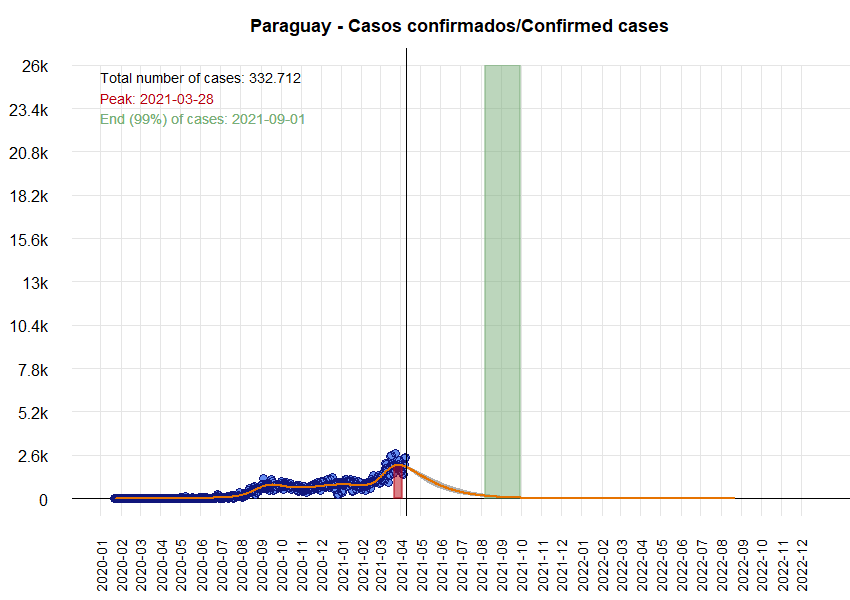 Paraguay - Casos confirmados/Confirmed cases
Total number of cases: 332.712
Peak: 2021-03-28
End (99%) of cases: 2021-09-01
26k
23.4k
20.8k
18.2k
15.6k
13k
10.4k
7.8k
5.2k
2.6k
0
2020-01
2020-02
2020-03
2020-04
2020-05
2020-06
2020-07
2020-08
2020-09
2020-10
2020-11
2020-12
2021-01
2021-02
2021-03
2021-04
2021-05
2021-06
2021-07
2021-08
2021-09
2021-10
2021-11
2021-12
2022-01
2022-02
2022-03
2022-04
2022-05
2022-06
2022-07
2022-08
2022-09
2022-10
2022-11
2022-12